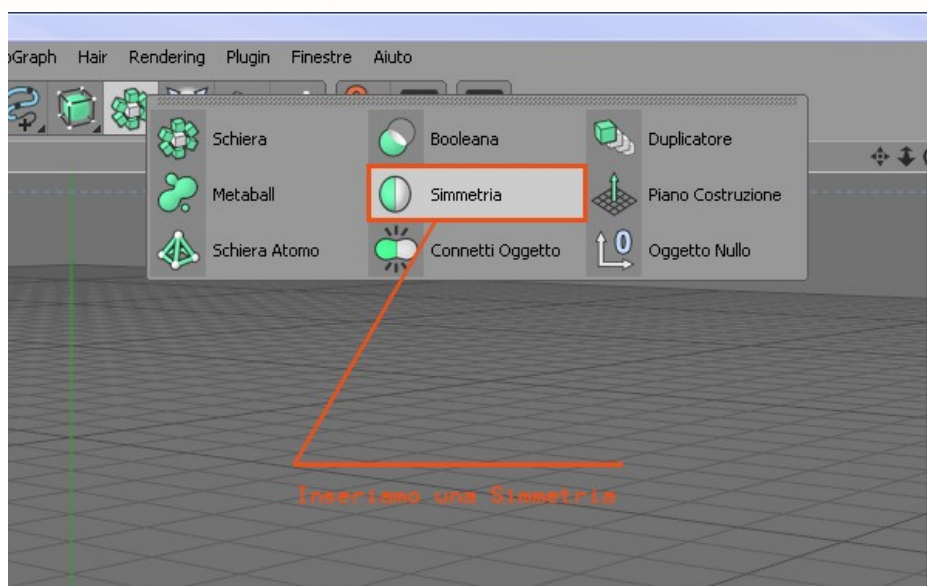 Graph Hair Rendering Plugin Finestre Aiuto
Schiera Booleana Duplicatore
Metaball Simmetria Piano Costruzione
Schiera Atomo Connetti Oggetto Oggetto Nullo
0
Inseriamo una Simmetria